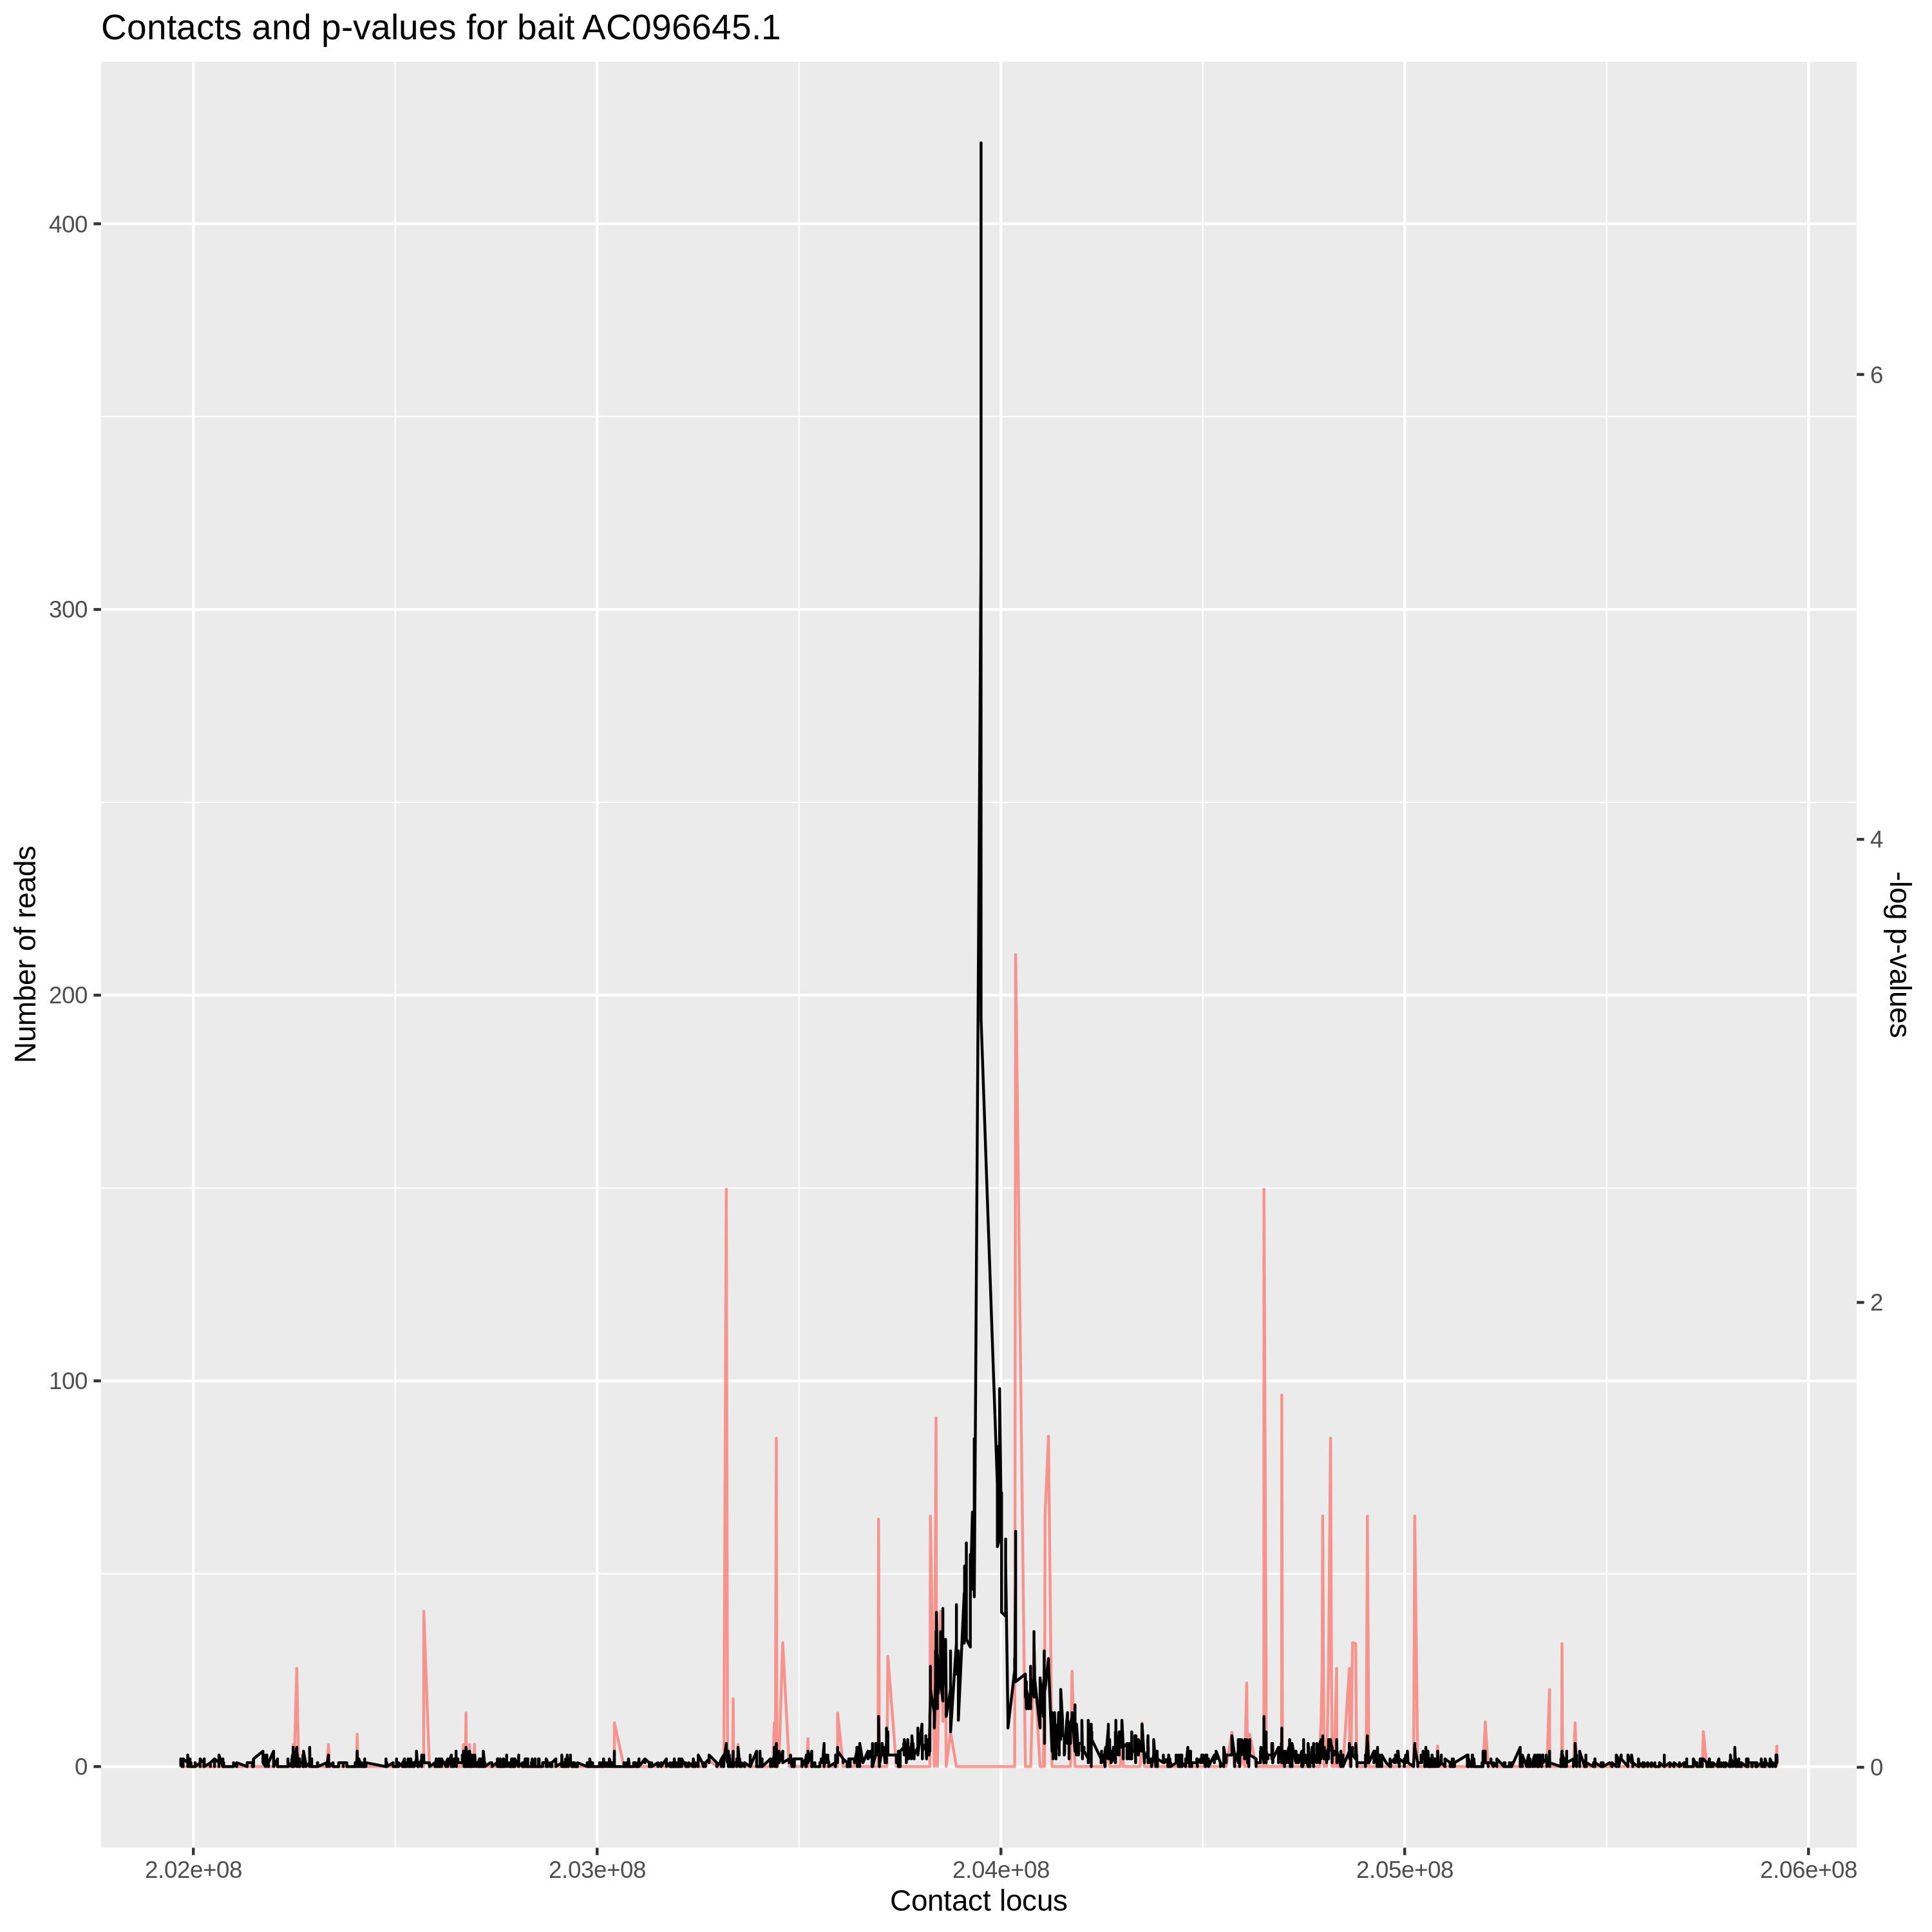 Contacts and p-values for bait AC096645.1
400
300
200
100
0
Number of reads
6
4
2
0
-log p-values
2.02e+08 2.03e+08 2.04e+08 2.05e+08 2.06e+08
Contact locus